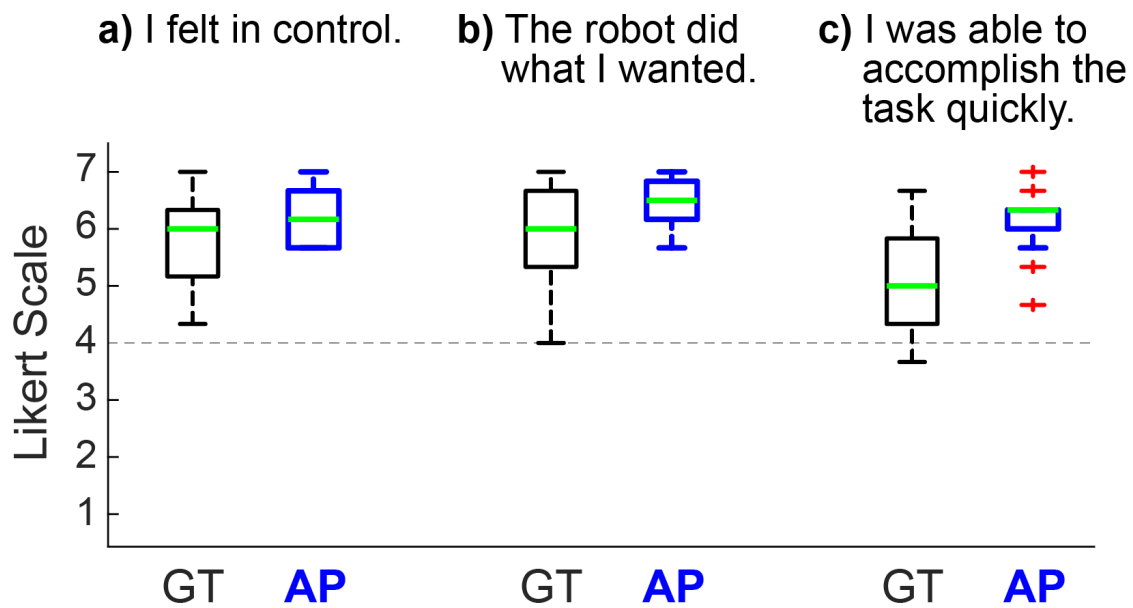 a) I felt in control.
b) The robot did
what I wanted.
c) I was able to
accomplish the
task quickly.
Likert Scale
7
6
5
4
3
2
1
GT AP GT AP GT AP